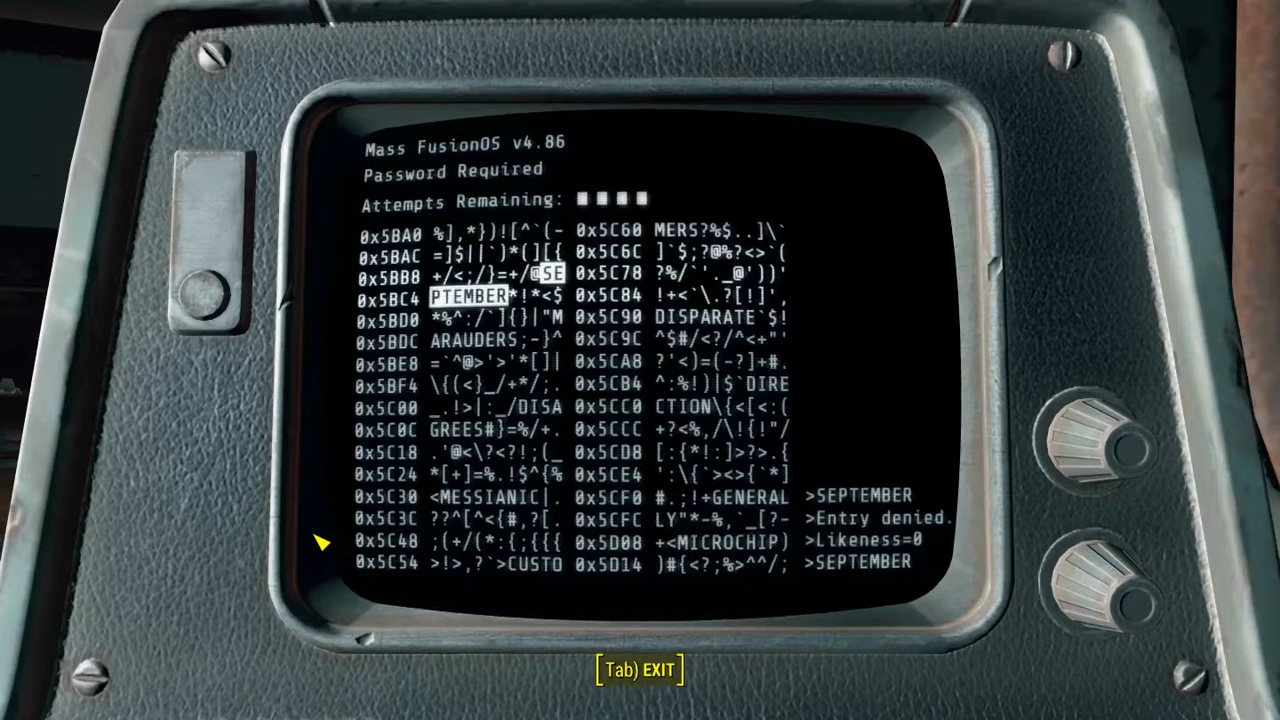 Mass FusionOS v4.86
Password Required
Attempts Remaining: ■ ■ ■ ■
0x5BA0 %],*})![^`(- 0x5C60 MERS?%$..]\`
0x5BAC =]$||`)*(][{ 0x5C6C ]`$;?@%?<>`(
0x5BB8 +/<;/}=+/@SE 0x5C78 ?%/`'._@'))'
0x5BC4 PTEMBER*!*<$ 0x5C84 !+<`\.?[!]',
0x5BD0 *%^:/`]{}|"M 0x5C90 DISPARATE`$!
0x5BDC ARAUDERS;-}^ 0x5C9C ^$#/<?/^<+"'
0x5BE8 =`^@>'>'*[]| 0x5CA8 ?'<)=(-?]+#.
0x5BF4 \{(<}_/+*/;. 0x5CB4 ^:%!)|$`DIRE
0x5C00 _.!>|:_/DISA 0x5CC0 CTION\{<[<:(
0x5C0C GREES#}=%/+. 0x5CCC +?<%,/\!{!"/
0x5C18 .'@<\?<?!;(_ 0x5CD8 [:{*!:]>?>.{
0x5C24 *[+]=%.!$^{% 0x5CE4 ':\{`><>{`*]
0x5C30 <MESSIANIC|. 0x5CF0 #.;!+GENERAL >SEPTEMBER
0x5C3C ??^[^<{#,?[. 0x5CFC LY"*-%,`_[?- >Entry denied.
0x5C48 ;(+/(*:{;{{{ 0x5D08 +<MICROCHIP) >Likeness=0
0x5C54 >!>,?`>CUSTO 0x5D14 )#{<?;%>^^/; >SEPTEMBER
[Tab) EXIT]